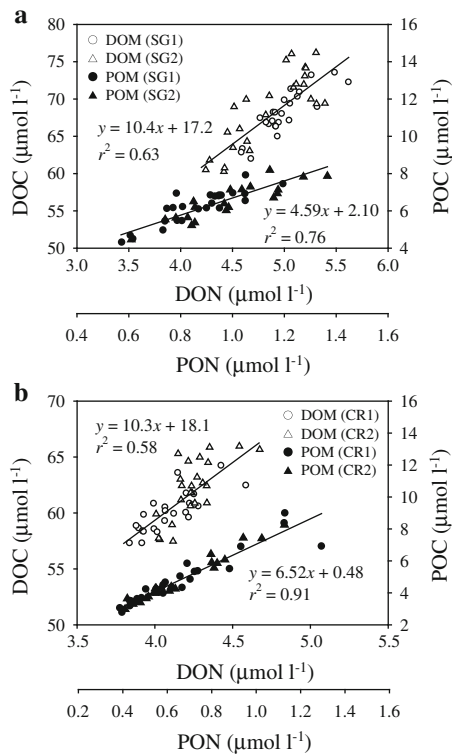 a
80
75
70
65
60
55
50
DOC (μmol l⁻¹)
DOM (SG1)
DOM (SG2)
POM (SG1)
POM (SG2)
y = 10.4x + 17.2
r² = 0.63
y = 4.59x + 2.10
r² = 0.76
16
14
12
10
8
6
4
POC (μmol l⁻¹)
3.0 3.5 4.0 4.5 5.0 5.5 6.0
DON (μmol l⁻¹)
0.2 0.4 0.6 0.8 1.0 1.2 1.4 1.6
PON (μmol l⁻¹)
b
70
65
60
55
50
DOC (μmol l⁻¹)
y = 10.3x + 18.1
r² = 0.58
DOM (CR1)
DOM (CR2)
POM (CR1)
POM (CR2)
y = 6.52x + 0.48
r² = 0.91
16
14
12
10
8
6
4
2
POC (μmol l⁻¹)
3.5 4.0 4.5 5.0 5.5
DON (μmol l⁻¹)
0.2 0.4 0.6 0.8 1.0 1.2 1.4 1.6
PON (μmol l⁻¹)